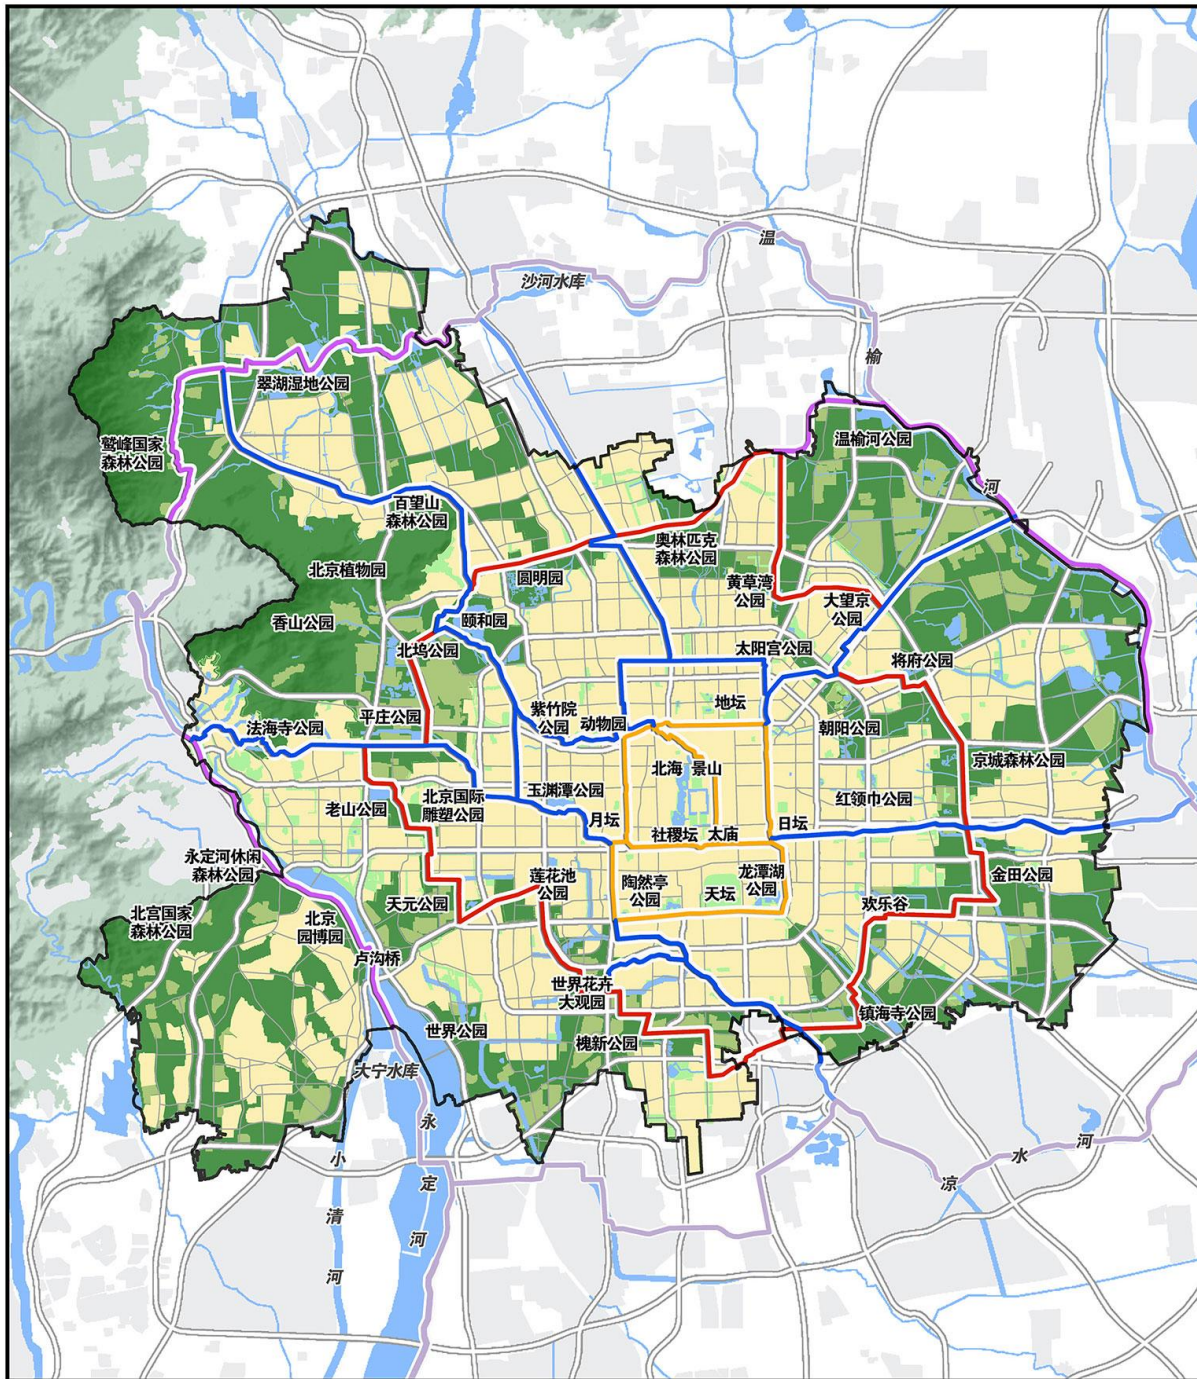 温
沙河水库
榆
翠湖湿地公园
温榆河公园
鹫峰国家
森林公园
河
百望山
森林公园
奥林匹克
森林公园
北京植物园
圆明园
黄草湾
公园
大望京
公园
香山公园
颐和园
北坞公园
太阳宫公园
将府公园
法海寺公园
平庄公园
紫竹院
公园
动物园
地坛
朝阳公园
北海
景山
京城森林公园
老山公园
北京国际
雕塑公园
玉渊潭公园
月坛
红领巾公园
社稷坛
太庙
日坛
永定河休闲
森林公园
莲花池
公园
陶然亭
公园
天坛
龙潭湖
公园
金田公园
北宫国家
森林公园
北京
园博园
天元公园
欢乐谷
卢沟桥
世界花卉
大观园
世界公园
槐新公园
镇海寺公园
大宁水库
永
定
河
小
清
河
凉
水
河